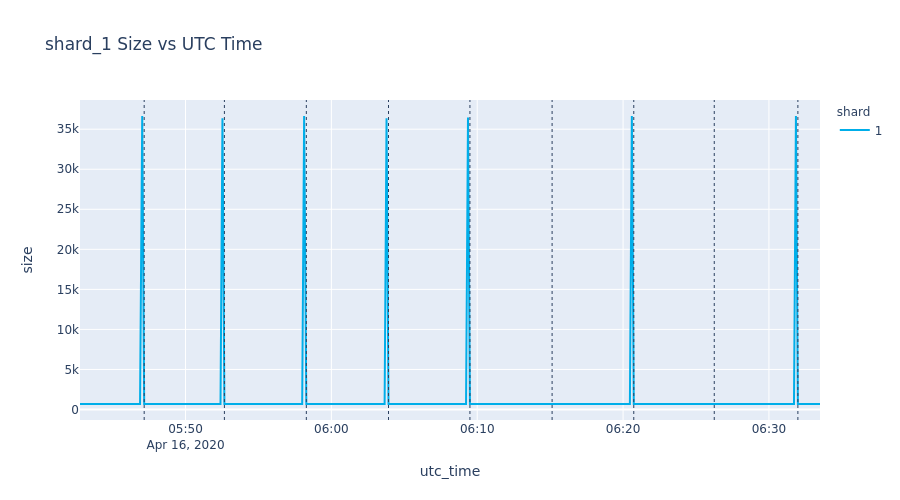 shard_1 Size vs UTC Time
shard
1
35k
30k
25k
20k
15k
10k
5k
0
size
05:50
06:00
06:10
06:20
06:30
Apr 16, 2020
utc_time